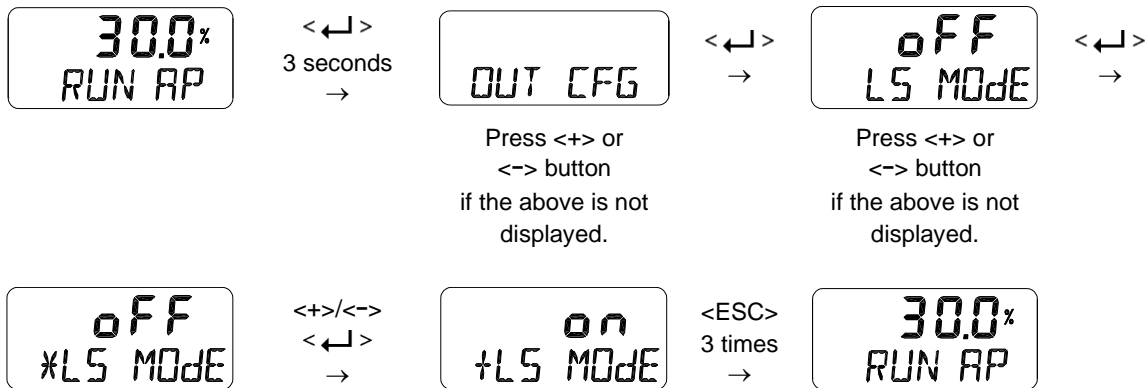 30.0%
RUN AP
< ↵ >
3 seconds
→
OUT CFG
Press <+> or
<-> button
if the above is not
displayed.
< ↵ >
→
oFF
LS MOdE
Press <+> or
<-> button
if the above is not
displayed.
< ↵ >
→
oFF
*LS MOdE
<+>/<->
< ↵ >
→
on
+LS MOdE
<ESC>
3 times
→
30.0%
RUN AP